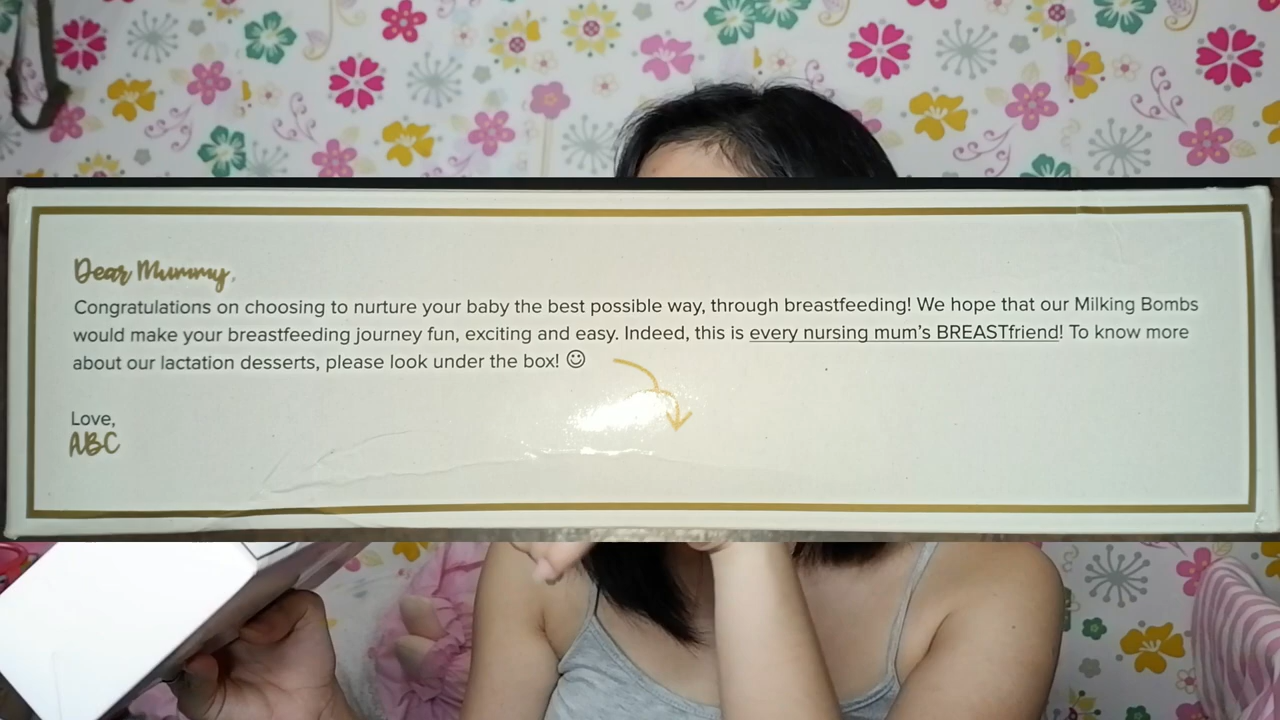 Dear Mummy,
Congratulations on choosing to nurture your baby the best possible way, through breastfeeding! We hope that our Milking Bombs
would make your breastfeeding journey fun, exciting and easy. Indeed, this is every nursing mum's BREASTfriend! To know more
about our lactation desserts, please look under the box! ☺
Love,
ABC